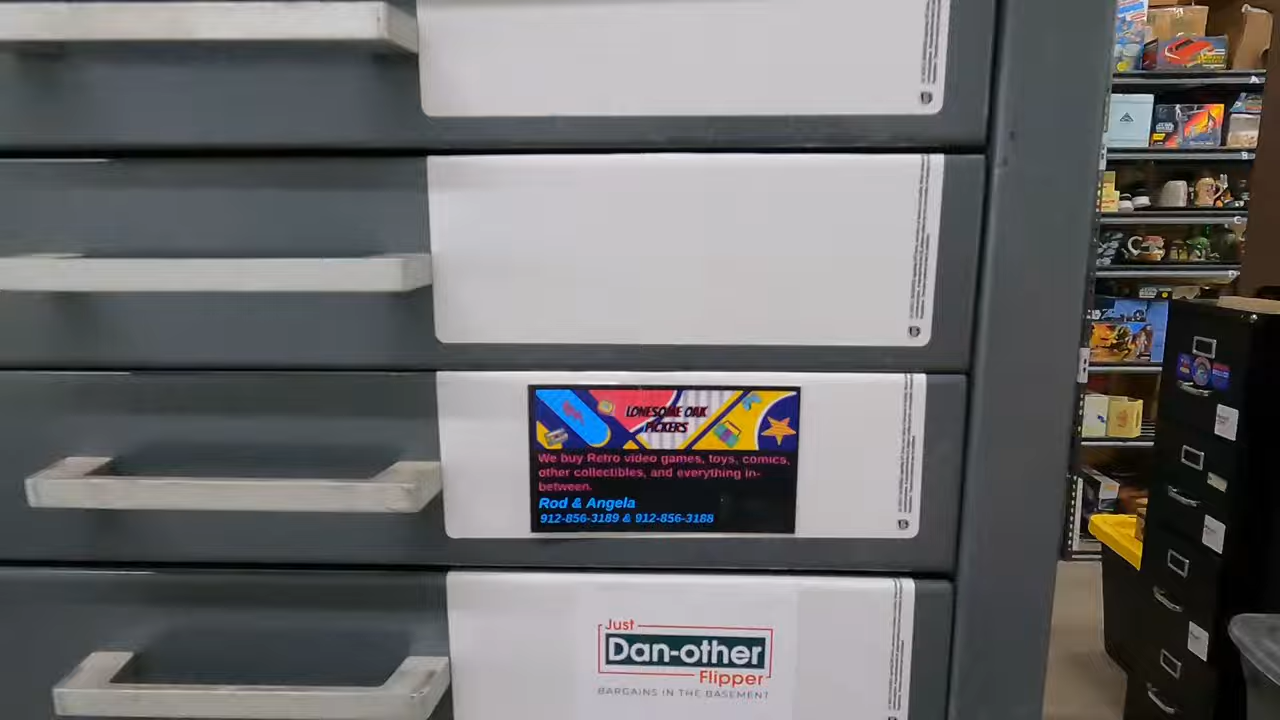 LONESOME OAK
PICKERS
We buy Retro video games, toys, comics,
other collectibles, and everything in-
between.
Rod & Angela
912-856-3189 & 912-856-3188
Just
Dan-other
Flipper
BARGAINS IN THE BASEMENT